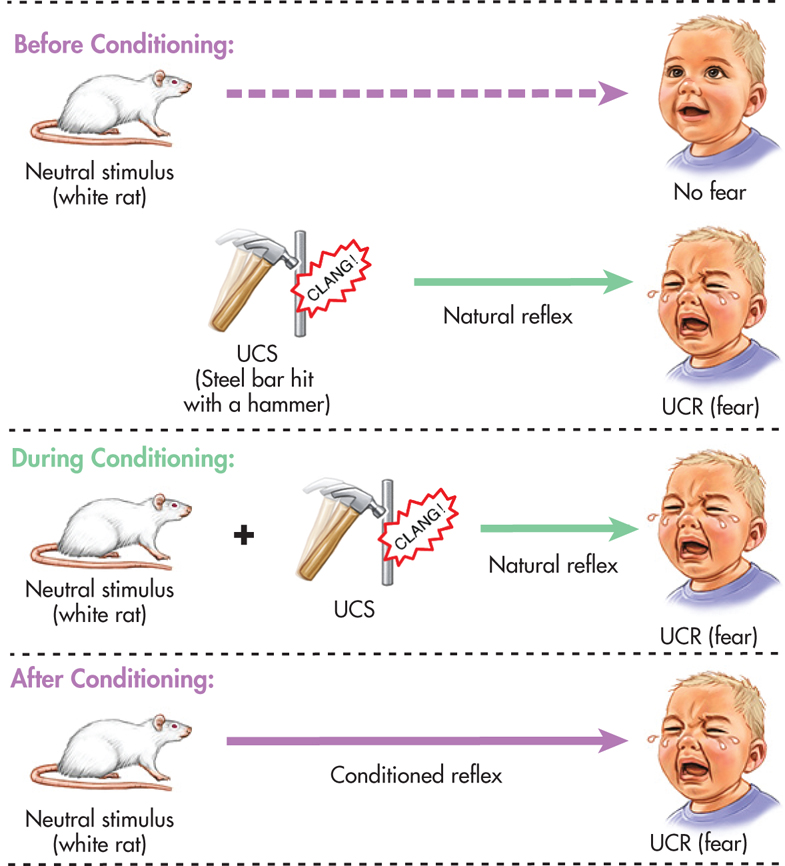 Before Conditioning:
Neutral stimulus
(white rat)
No fear
CLANG!
Natural reflex
UCS
(Steel bar hit
with a hammer)
UCR (fear)
During Conditioning:
+
CLANG!
Neutral stimulus
(white rat)
Natural reflex
UCS
UCR (fear)
After Conditioning:
Conditioned reflex
Neutral stimulus
(white rat)
UCR (fear)